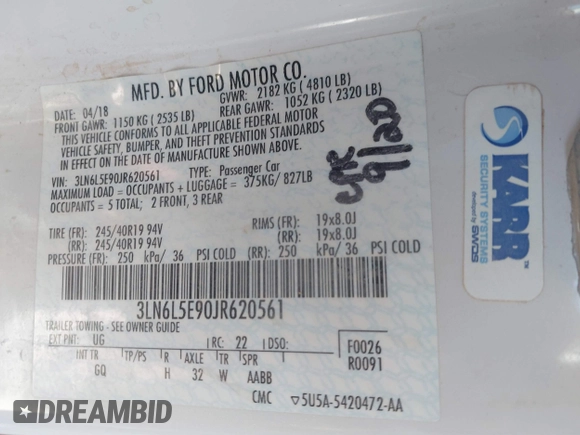 MFD. BY FORD MOTOR CO.
DATE: 04/18 GVWR: 2182 KG ( 4810 LB)
FRONT GAWR: 1150 KG ( 2535 LB) REAR GAWR: 1052 KG ( 2320 LB)
THIS VEHICLE CONFORMS TO ALL APPLICABLE FEDERAL MOTOR
VEHICLE SAFETY, BUMPER, AND THEFT PREVENTION STANDARDS
IN EFFECT ON THE DATE OF MANUFACTURE SHOWN ABOVE.
VIN: 3LN6L5E90JR620561 TYPE: Passenger Car
MAXIMUM LOAD = OCCUPANTS + LUGGAGE = 375KG/ 827LB
OCCUPANTS = 5 TOTAL; 2 FRONT, 3 REAR
TIRE (FR): 245/40R19 94V RIMS (FR): 19x8.0J
(RR): 245/40R19 94V (RR): 19x8.0J
PRESSURE (FR): 250 kPa/ 36 PSI COLD (RR): 250 kPa/ 36 PSI COLD
3LN6L5E90JR620561
TRAILER TOWING - SEE OWNER GUIDE
EXT PNT: UG RC: 22 DSO: F0026
R0091
INT TR TP/PS R AXLE TR SPR
GQ H 32 W AABB
CMC ▽5U5A-5420472-AA
9/20
KARR™
SECURITY SYSTEMS
by SWDS
DREAMBID